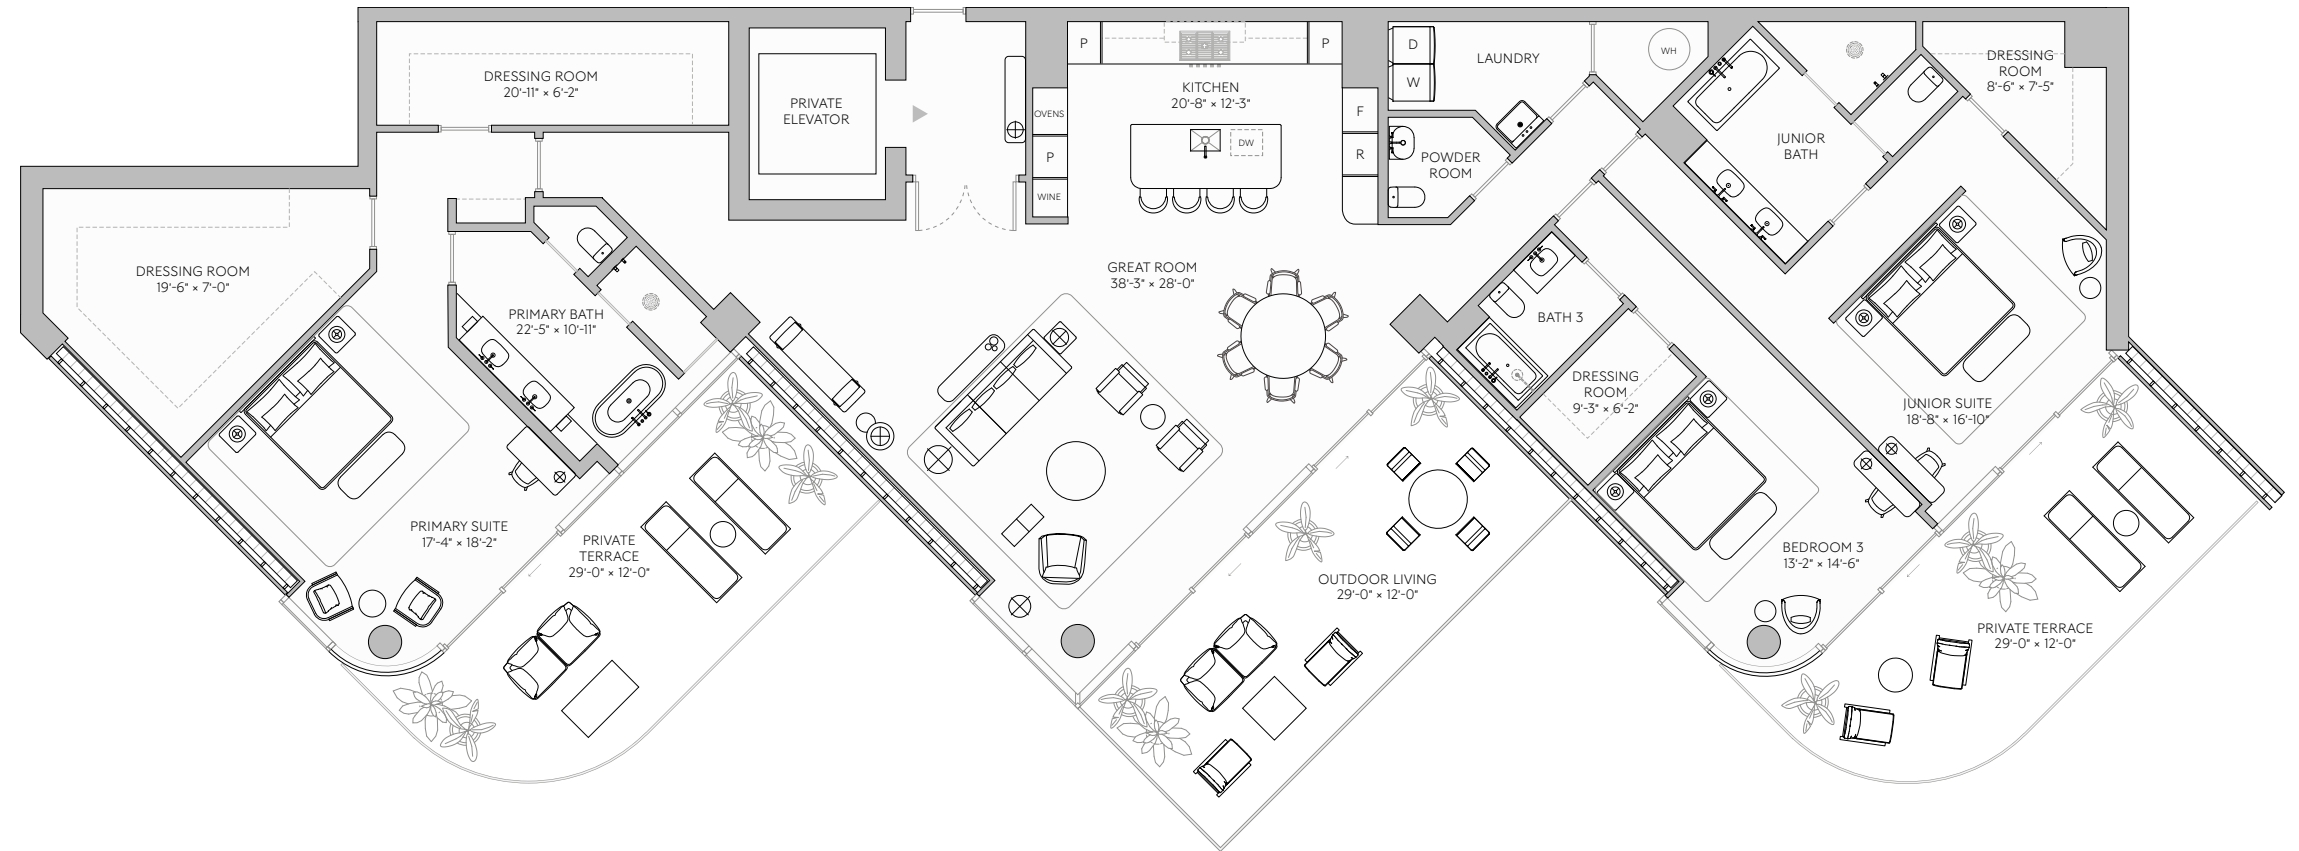 DRESSING ROOM
20'-11" × 6'-2"
PRIVATE
ELEVATOR
P
P
KITCHEN
20'-8" × 12'-3"
OVENS
P
WINE
DW
F
R
D
W
LAUNDRY
WH
POWDER
ROOM
JUNIOR
BATH
DRESSING
ROOM
8'-6" × 7'-5"
DRESSING ROOM
19'-6" × 7'-0"
PRIMARY BATH
22'-5" × 10'-11"
GREAT ROOM
38'-3" × 28'-0"
BATH 3
DRESSING
ROOM
9'-3" × 6'-2"
JUNIOR SUITE
18'-8" × 16'-10"
PRIMARY SUITE
17'-4" × 18'-2"
PRIVATE
TERRACE
29'-0" × 12'-0"
OUTDOOR LIVING
29'-0" × 12'-0"
BEDROOM 3
13'-2" × 14'-6"
PRIVATE TERRACE
29'-0" × 12'-0"